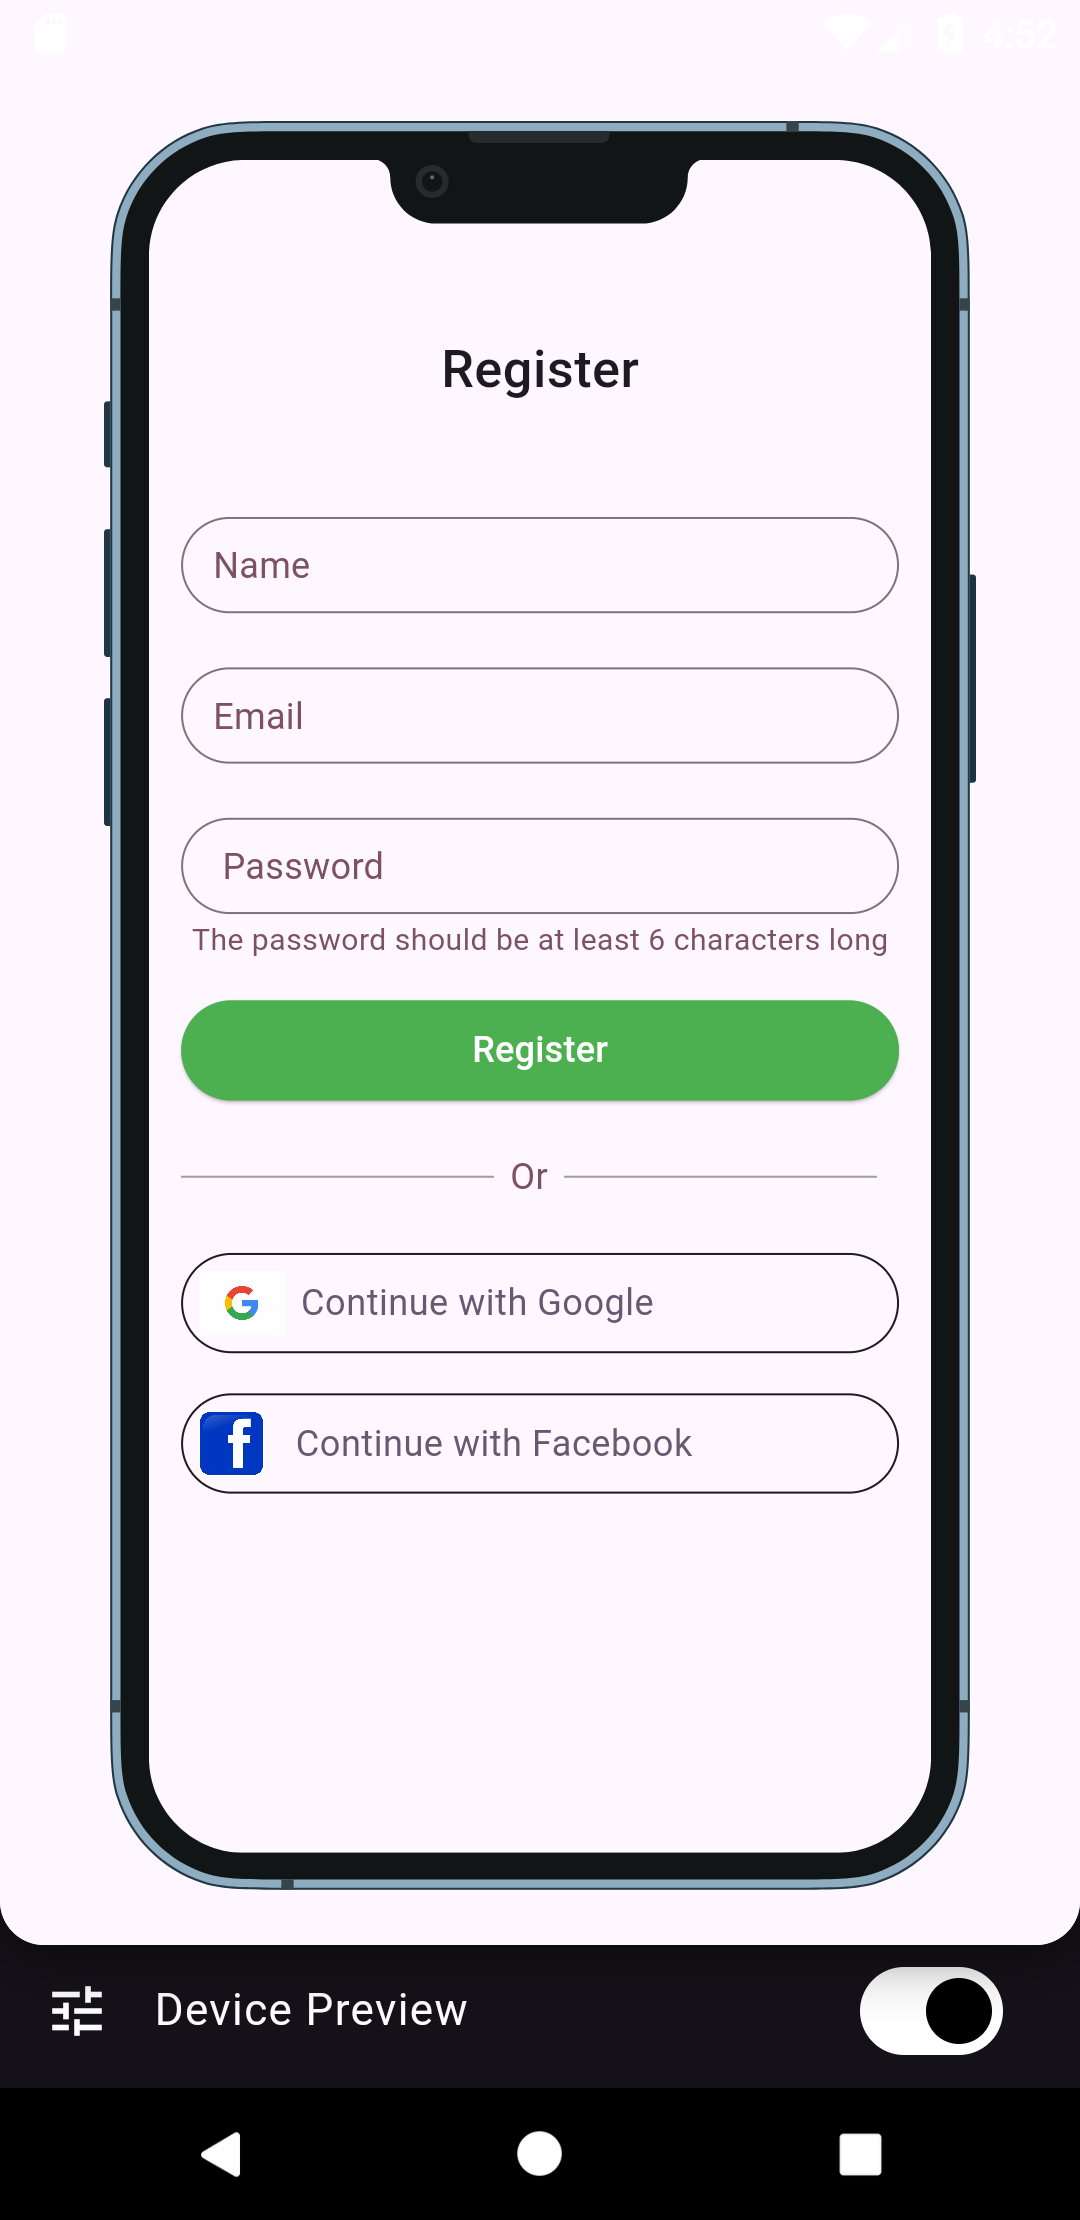 4:52
Register
Name
Email
Password
The password should be at least 6 characters long
Register
Or
Continue with Google
Continue with Facebook
Device Preview